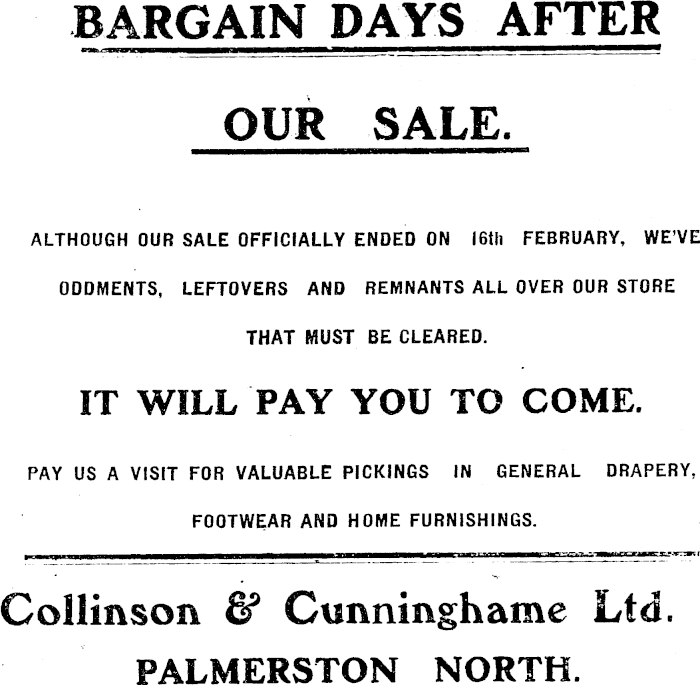 BARGAIN DAYS AFTER
OUR SALE.
ALTHOUGH OUR SALE OFFICIALLY ENDED ON 16th FEBRUARY, WE'VE
ODDMENTS, LEFTOVERS AND REMNANTS ALL OVER OUR STORE
THAT MUST BE CLEARED.
IT WILL PAY YOU TO COME.
PAY US A VISIT FOR VALUABLE PICKINGS IN GENERAL DRAPERY,
FOOTWEAR AND HOME FURNISHINGS.
Collinson & Cunninghame Ltd.
PALMERSTON NORTH.